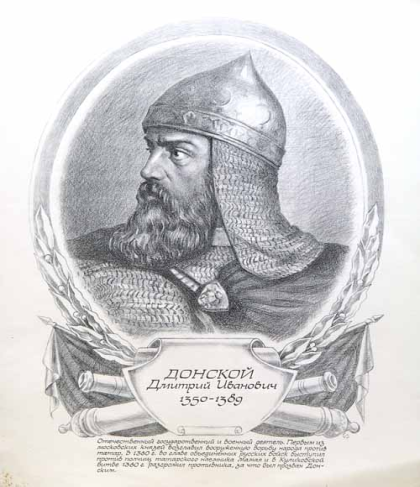 ДОНСКОЙ
Дмитрий Иванович
1350-1389
Отечественный государственный и военный деятель. Первым из
московских князей возглавил вооруженную борьбу народа против
татар. В 1380 г. во главе объединенных русских войск выступил
против полчищ татарского темника Мамая и в Куликовской
битве 1380 г. разгромил противника, за что был прозван Дон-
ским.